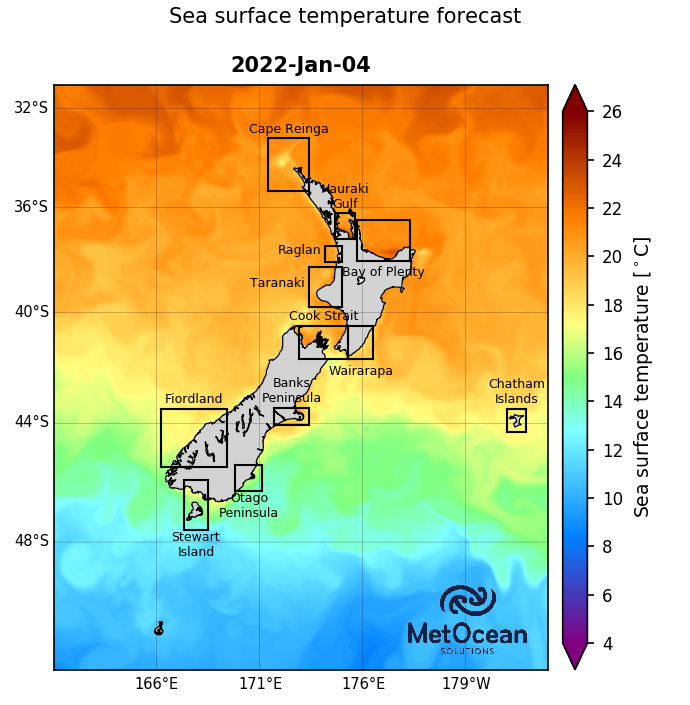 Sea surface temperature forecast
2022-Jan-04
32°S
36°S
40°S
44°S
48°S
166°E
171°E
176°E
179°W
Cape Reinga
Hauraki
Gulf
Raglan
Bay of Plenty
Taranaki
Cook Strait
Wairarapa
Banks
Peninsula
Fiordland
Chatham
Islands
Otago
Peninsula
Stewart
Island
MetOcean
SOLUTIONS
26
24
22
20
18
16
14
12
10
8
6
4
Sea surface temperature [°C]